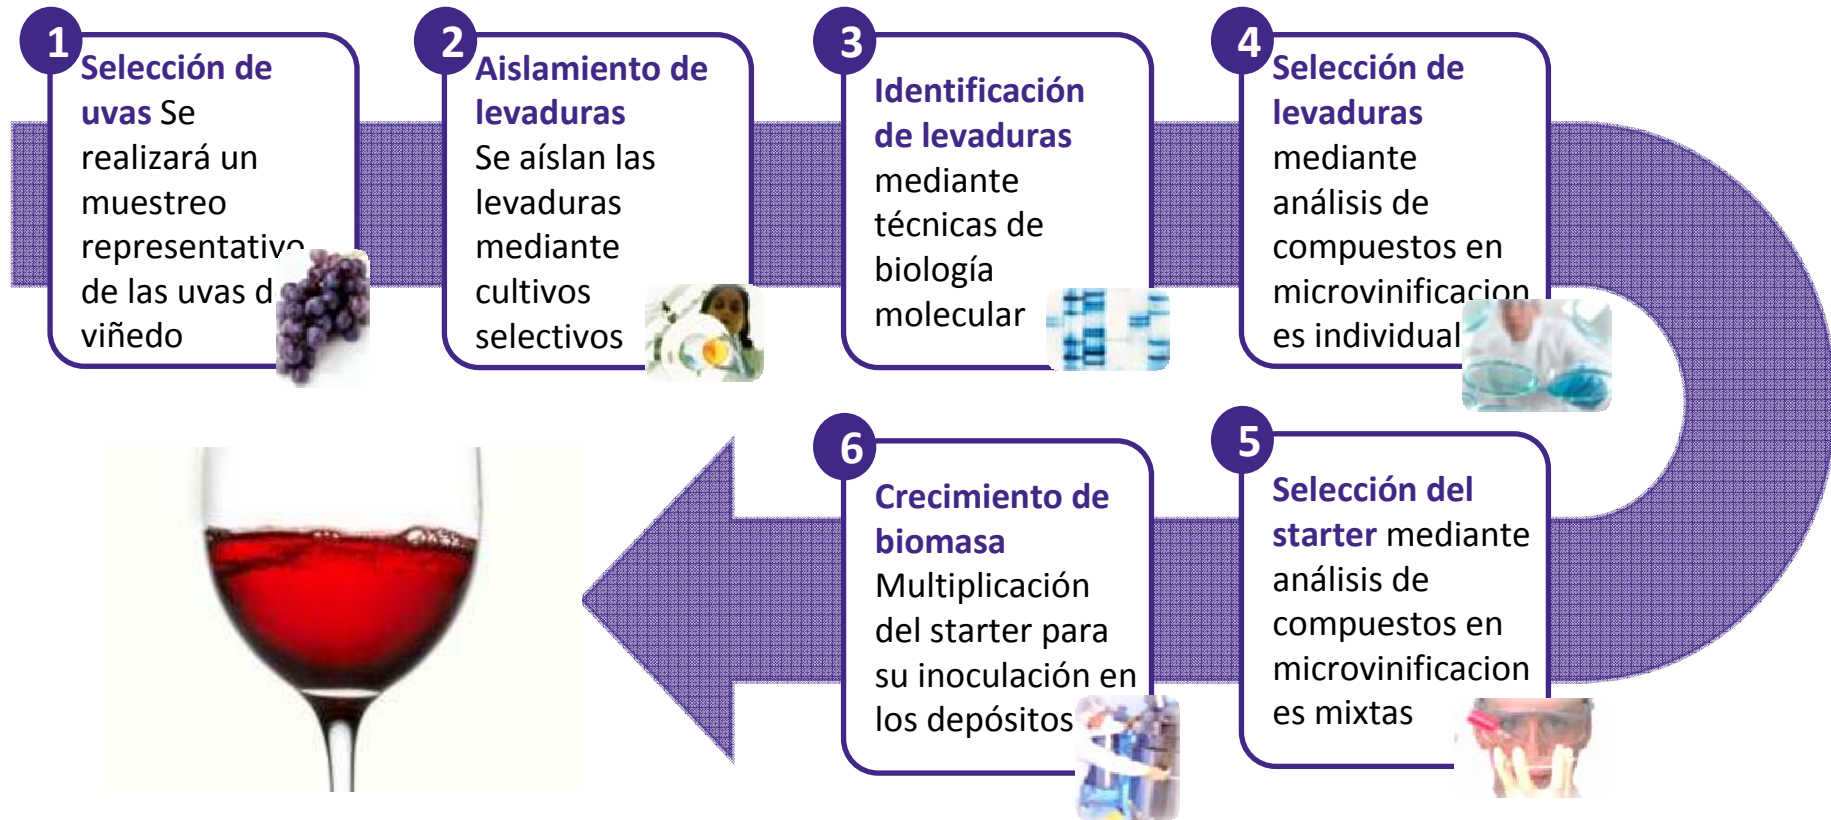 1
Selección de
uvas Se
realizará un
muestreo
representativo
de las uvas d
viñedo
2
Aislamiento de
levaduras
Se aíslan las
levaduras
mediante
cultivos
selectivos
3
Identificación
de levaduras
mediante
técnicas de
biología
molecular
4
Selección de
levaduras
mediante
análisis de
compuestos en
microvinificacion
es individual
5
Selección del
starter mediante
análisis de
compuestos en
microvinificacion
es mixtas
6
Crecimiento de
biomasa
Multiplicación
del starter para
su inoculación en
los depósitos